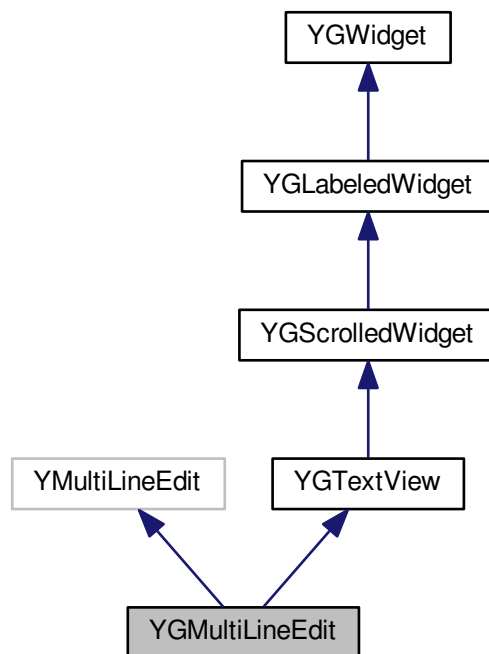 YGWidget
YGLabeledWidget
YGScrolledWidget
YMultiLineEdit
YGTextView
YGMultiLineEdit